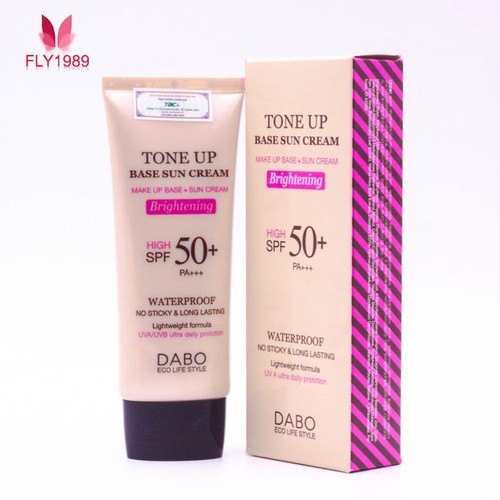 FLY1989
TBC
TONE UP
BASE SUN CREAM
MAKE UP BASE + SUN CREAM
Brightening
HIGH
SPF 50+
PA+++
WATERPROOF
NO STICKY & LONG LASTING
Lightweight formula
UVA/UVB ultra daily protction
DABO
ECO LIFE STYLE
TONE UP
BASE SUN CREAM
MAKE UP BASE + SUN CREAM
Brightening
HIGH
SPF 50+
PA+++
WATERPROOF
NO STICKY & LONG LASTING
Lightweight formula
UV A ultra daily protction
DABO
ECO LIFE STYLE